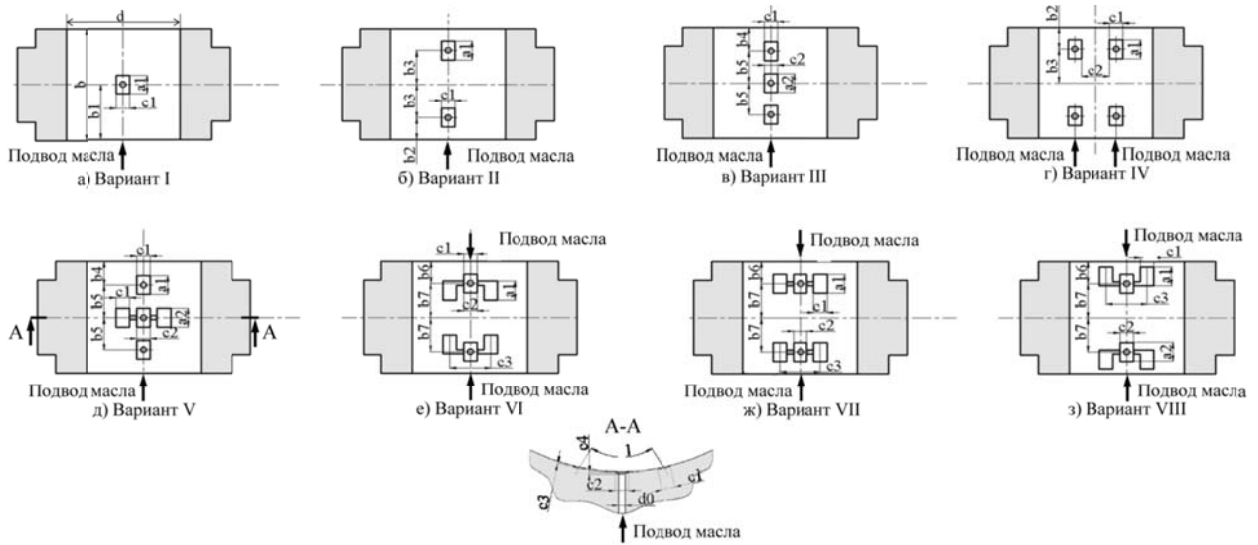 d
b
b1
a1
c1
Подвод масла
а) Вариант I
b3
b3
b2
a1
c1
Подвод масла
б) Вариант II
c1
b4
b5
b5
a1
c2
a2
Подвод масла
в) Вариант III
b2
b3
c1
a1
c2
Подвод масла
Подвод масла
г) Вариант IV
c1
b4
b5
b5
c1
a1
a2
c2
A
A
Подвод масла
д) Вариант V
Подвод масла
c1
b6
b7
b7
a1
c2
c3
Подвод масла
е) Вариант VI
Подвод масла
b6
b7
b7
a1
c1
c2
c3
Подвод масла
ж) Вариант VII
Подвод масла
c1
b6
b7
b7
a1
c3
c2
a2
Подвод масла
з) Вариант VIII
A-A
c4
1
c3
c2
d0
c1
Подвод масла